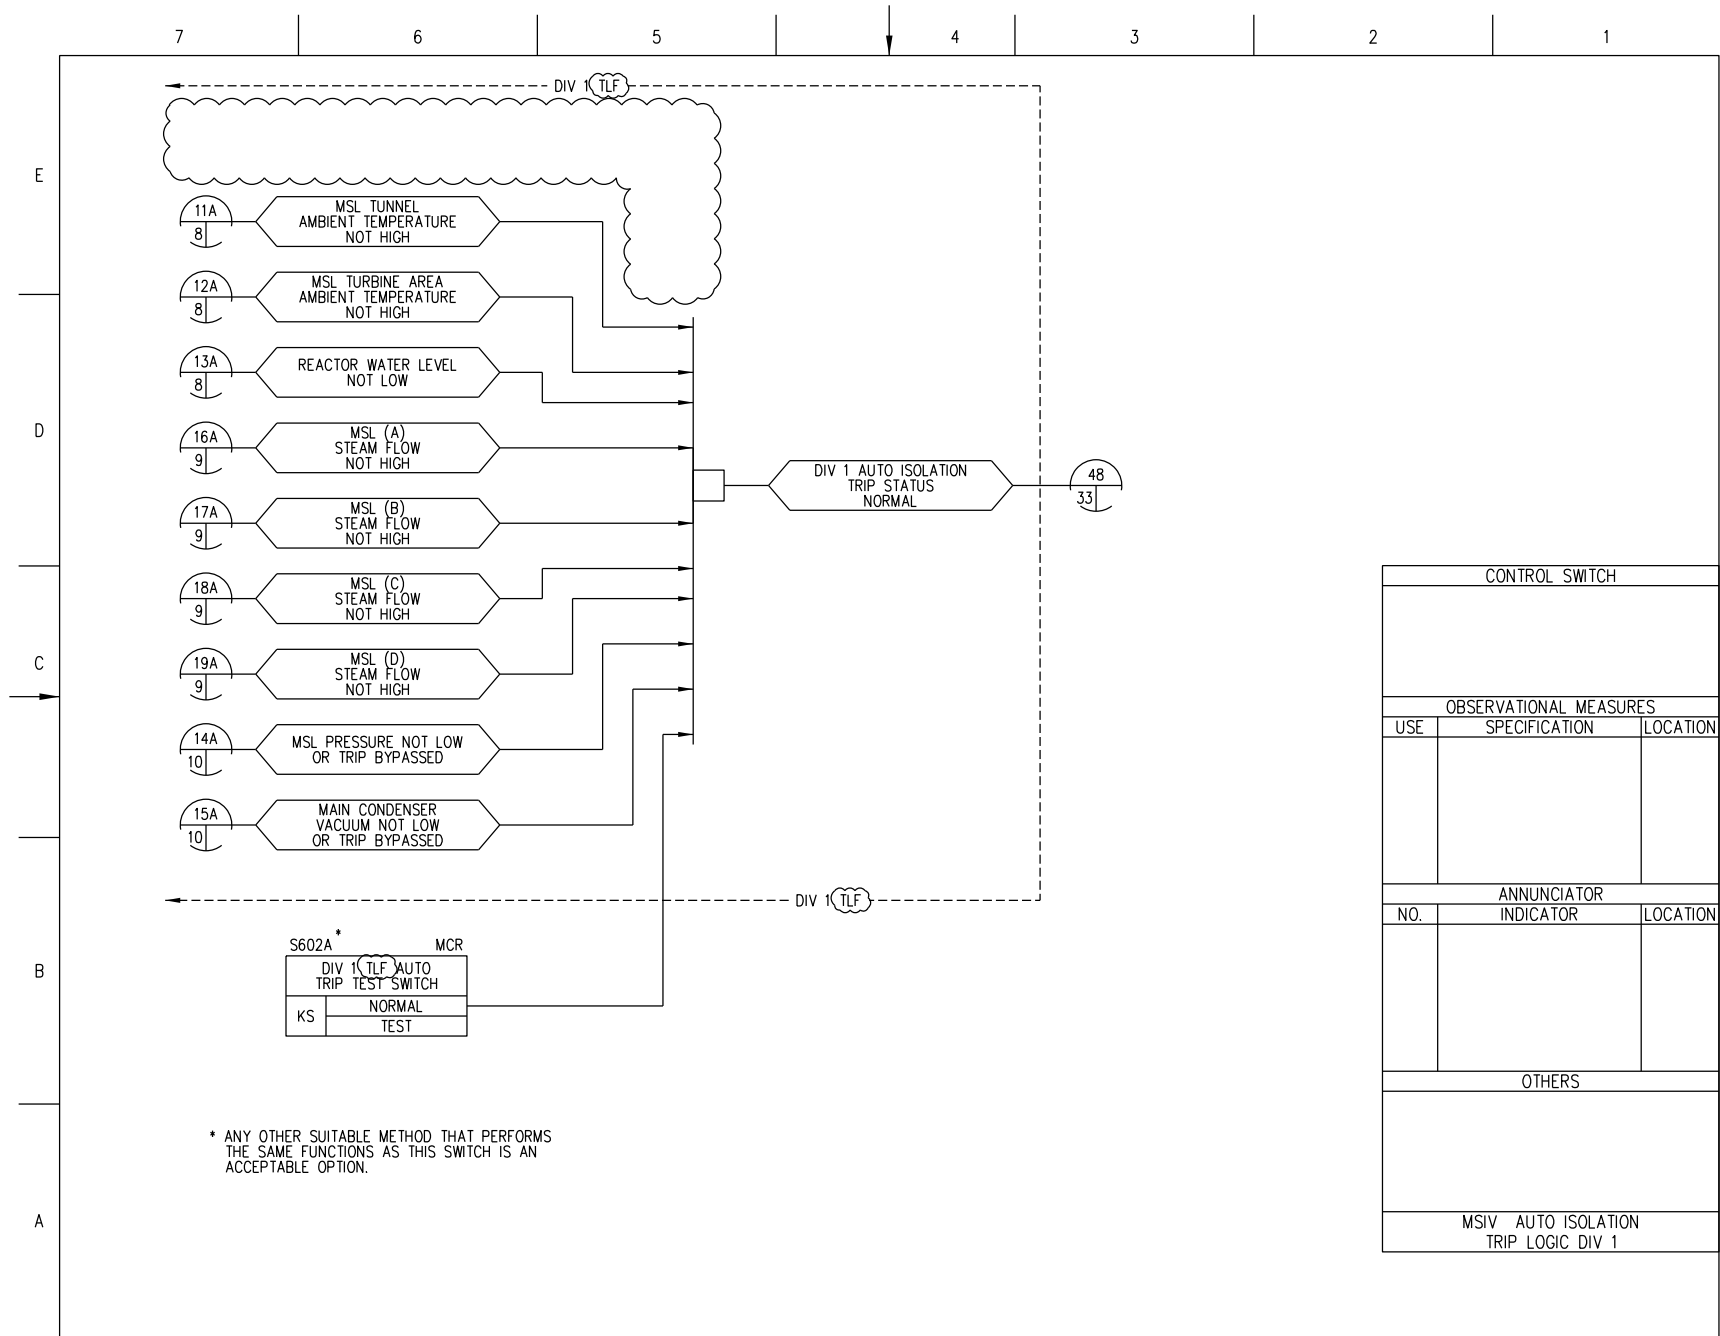 7 6 5 4 3 2 1
DIV 1 TLF
E
11A
8
MSL TUNNEL
AMBIENT TEMPERATURE
NOT HIGH
12A
8
MSL TURBINE AREA
AMBIENT TEMPERATURE
NOT HIGH
13A
8
REACTOR WATER LEVEL
NOT LOW
D
16A
9
MSL (A)
STEAM FLOW
NOT HIGH
DIV 1 AUTO ISOLATION
TRIP STATUS
NORMAL
48
33
17A
9
MSL (B)
STEAM FLOW
NOT HIGH
18A
9
MSL (C)
STEAM FLOW
NOT HIGH
C
19A
9
MSL (D)
STEAM FLOW
NOT HIGH
14A
10
MSL PRESSURE NOT LOW
OR TRIP BYPASSED
15A
10
MAIN CONDENSER
VACUUM NOT LOW
OR TRIP BYPASSED
DIV 1 TLF
B
S602A * MCR
DIV 1 TLF AUTO
TRIP TEST SWITCH
KS
NORMAL
TEST
* ANY OTHER SUITABLE METHOD THAT PERFORMS
THE SAME FUNCTIONS AS THIS SWITCH IS AN
ACCEPTABLE OPTION.
A
CONTROL SWITCH
OBSERVATIONAL MEASURES
USE SPECIFICATION LOCATION
ANNUNCIATOR
NO. INDICATOR LOCATION
OTHERS
MSIV AUTO ISOLATION
TRIP LOGIC DIV 1